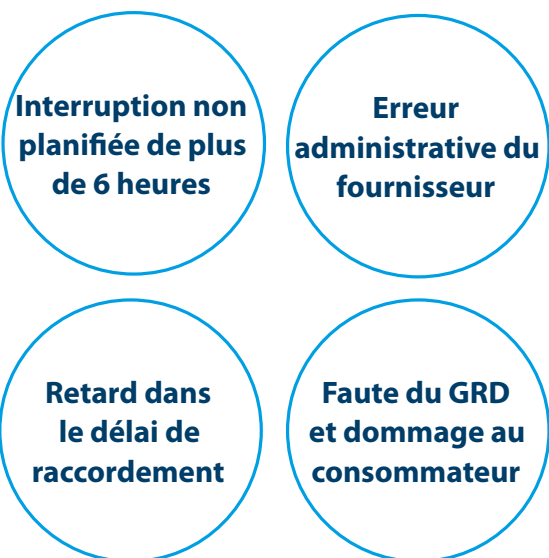 Interruption non
planifiée de plus
de 6 heures
Erreur
administrative du
fournisseur
Retard dans
le délai de
raccordement
Faute du GRD
et dommage au
consommateur